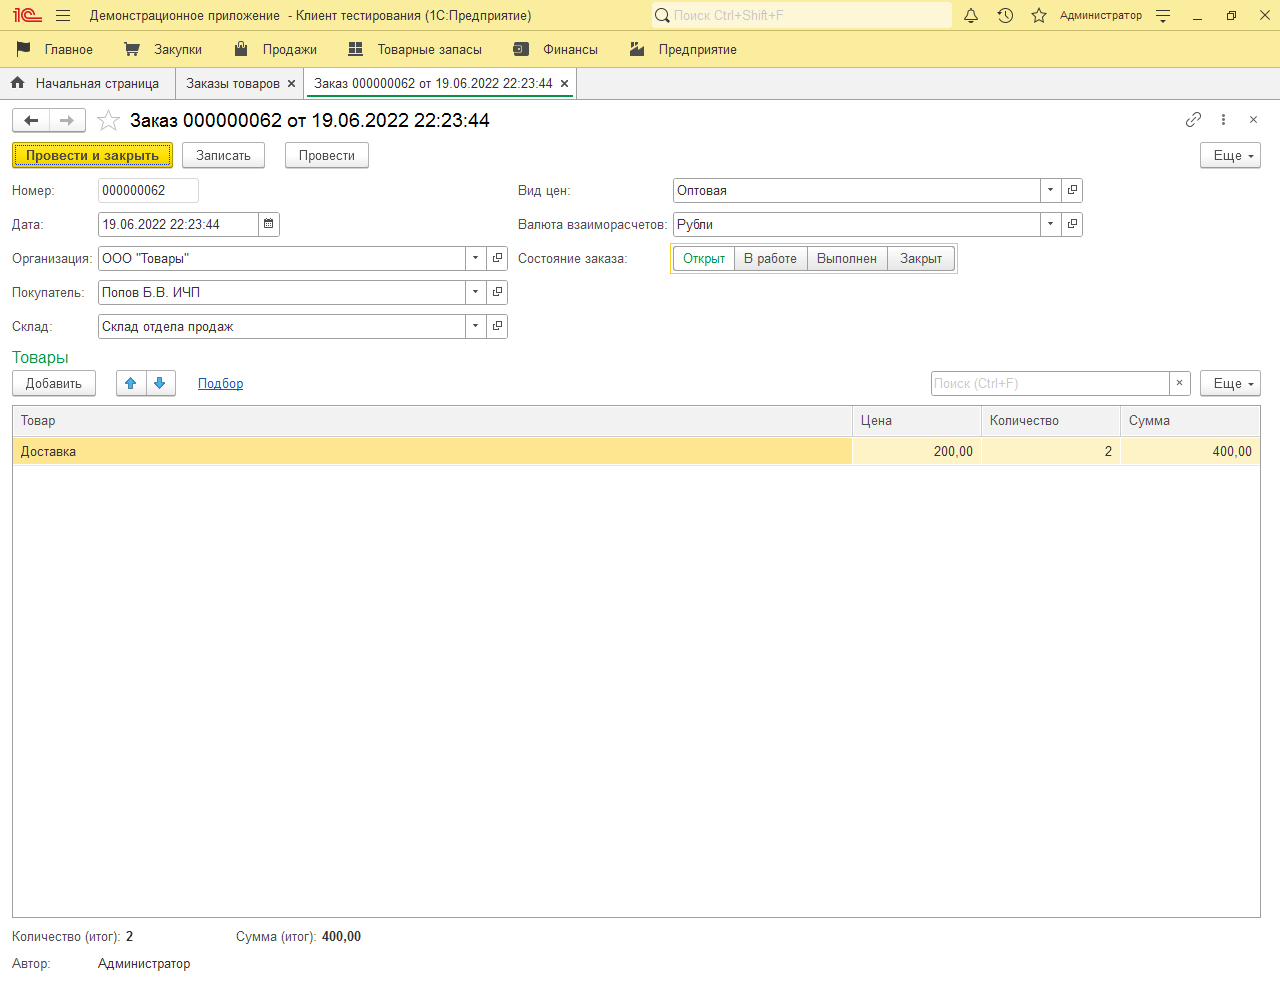 1С Демонстрационное приложение - Клиент тестирования (1С:Предприятие) Поиск Ctrl+Shift+F Администратор
Главное Закупки Продажи Товарные запасы Финансы Предприятие
Начальная страница Заказы товаров × Заказ 000000062 от 19.06.2022 22:23:44 ×
Заказ 000000062 от 19.06.2022 22:23:44
Провести и закрыть Записать Провести Еще
Номер: 000000062 Вид цен: Оптовая
Дата: 19.06.2022 22:23:44 Валюта взаиморасчетов: Рубли
Организация: ООО "Товары" Состояние заказа: Открыт В работе Выполнен Закрыт
Покупатель: Попов Б.В. ИЧП
Склад: Склад отдела продаж
Товары
Добавить Подбор Поиск (Ctrl+F) × Еще
Товар Цена Количество Сумма
Доставка 200,00 2 400,00
Количество (итог): 2 Сумма (итог): 400,00
Автор: Администратор